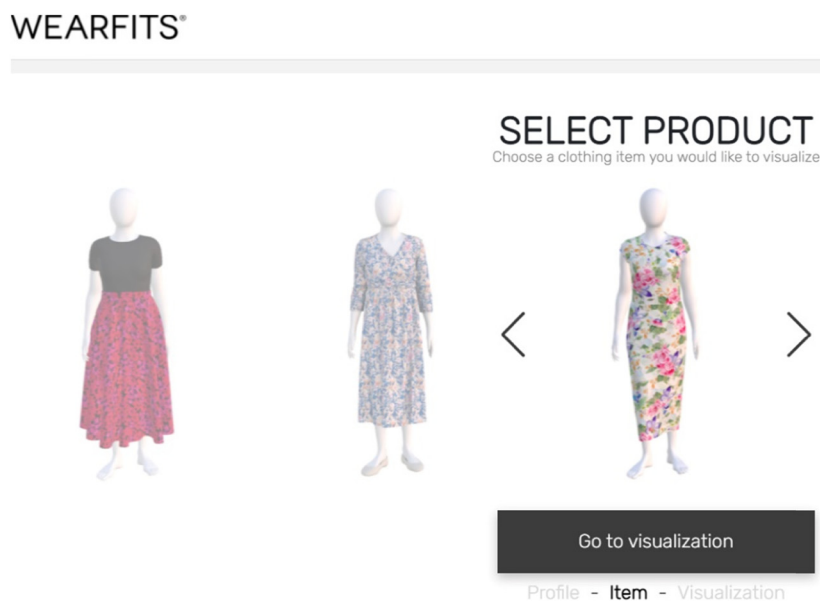 WEARFITS®
SELECT PRODUCT
Choose a clothing item you would like to visualize
Go to visualization
Profile - Item - Visualization